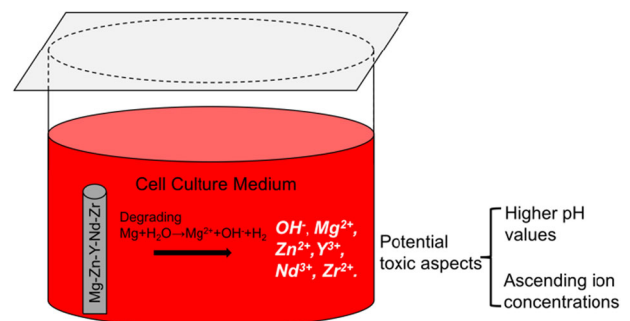 Cell Culture Medium
Mg-Zn-Y-Nd-Zr
Degrading
Mg+H₂O→Mg²⁺+OH⁻+H₂
OH⁻, Mg²⁺,
Zn²⁺,Y³⁺,
Nd³⁺, Zr²⁺.
Potential
toxic aspects
Higher pH
values
Ascending ion
concentrations